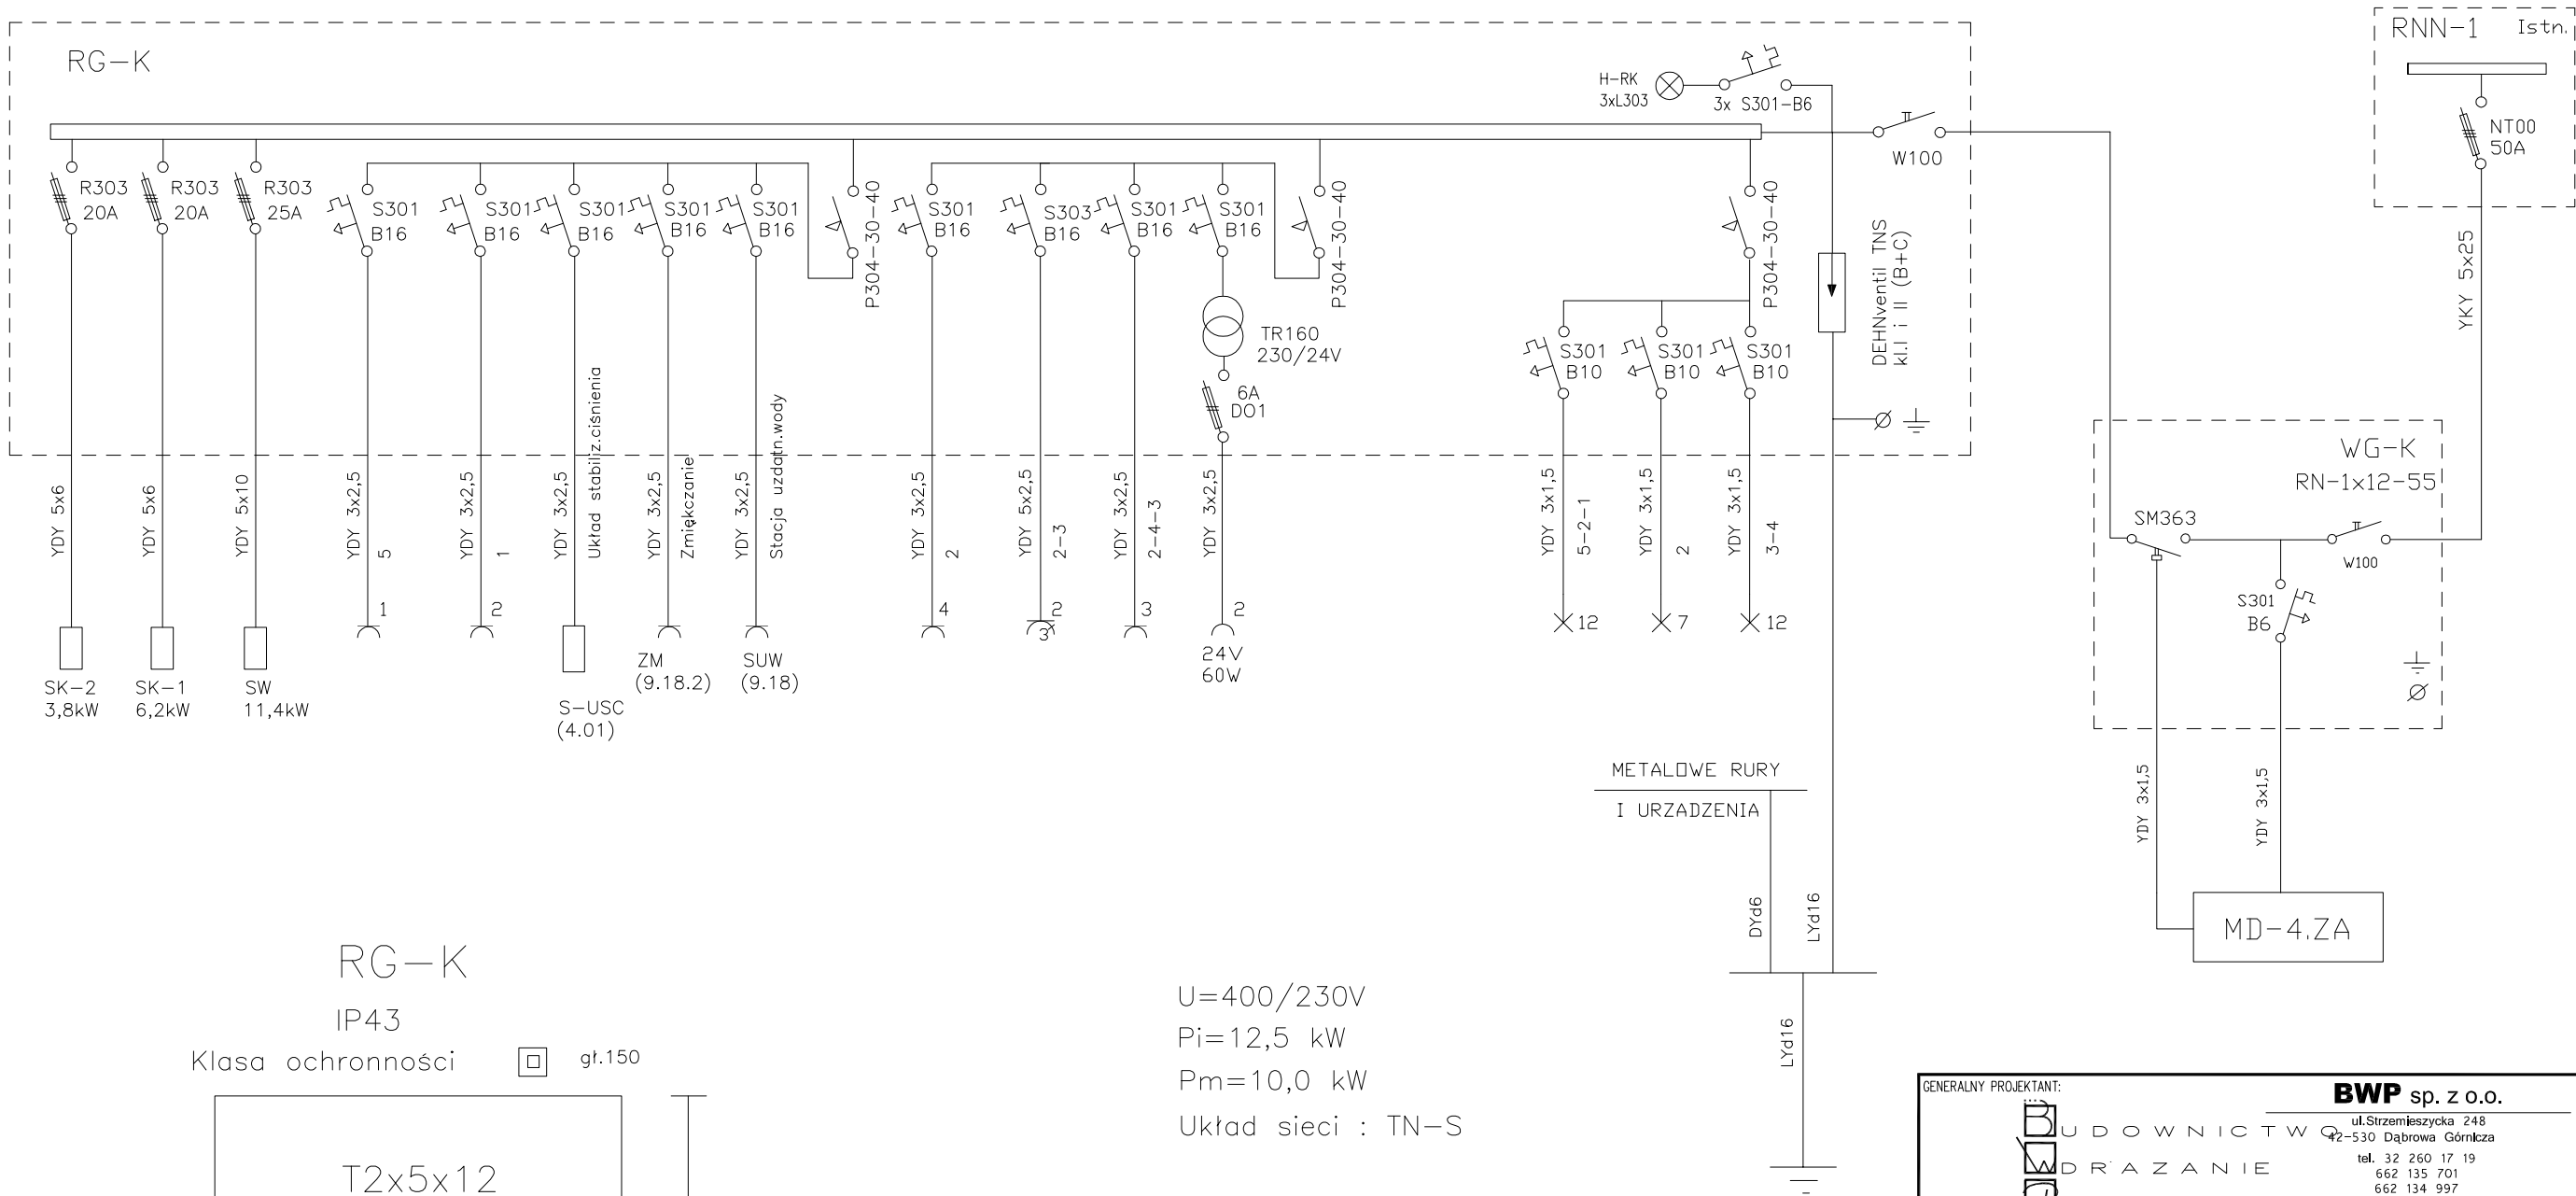 RG-K
H-RK
3xL303
3x S301-B6
W100
RNN-1 Istn.
NT00
50A
YKY 5x25
R303
20A
R303
20A
R303
25A
S301
B16
S301
B16
S301
B16
S301
B16
S301
B16
P304-30-40
S301
B16
S303
B16
S301
B16
S301
B16
P304-30-40
TR160
230/24V
6A
DO1
P304-30-40
S301
B10
S301
B10
S301
B10
DEHNventil TNS
kl.I i II (B+C)
YDY 5x6
YDY 5x6
YDY 5x10
YDY 3x2,5
5
YDY 3x2,5
1
YDY 3x2,5
Układ stabiliz.ciśnienia
YDY 3x2,5
Zmiękczanie
YDY 3x2,5
Stacja uzdatn.wody
YDY 3x2,5
2
YDY 5x2,5
2-3
YDY 3x2,5
2-4-3
YDY 3x2,5
YDY 3x1,5
5-2-1
YDY 3x1,5
2
YDY 3x1,5
3-4
1
2
4
2
3
3
2
12
7
12
SK-2
3,8kW
SK-1
6,2kW
SW
11,4kW
S-USC
(4.01)
ZM
(9.18.2)
SUW
(9.18)
24V
60W
WG-K
RN-1x12-55
SM363
W100
S301
B6
YDY 3x1,5
YDY 3x1,5
MD-4.ZA
METALOWE RURY
I URZADZENIA
DYd6
LYd16
LYd16
RG-K
IP43
Klasa ochronności gł.150
T2x5x12
U=400/230V
Pi=12,5 kW
Pm=10,0 kW
Układ sieci : TN-S
GENERALNY PROJEKTANT:
BWP sp. z o.o.
ul.Strzemieszycka 248
BUDOWNICTWO
42-530 Dąbrowa Górnicza
WDRAZANIE
tel. 32 260 17 19
662 135 701
662 134 997